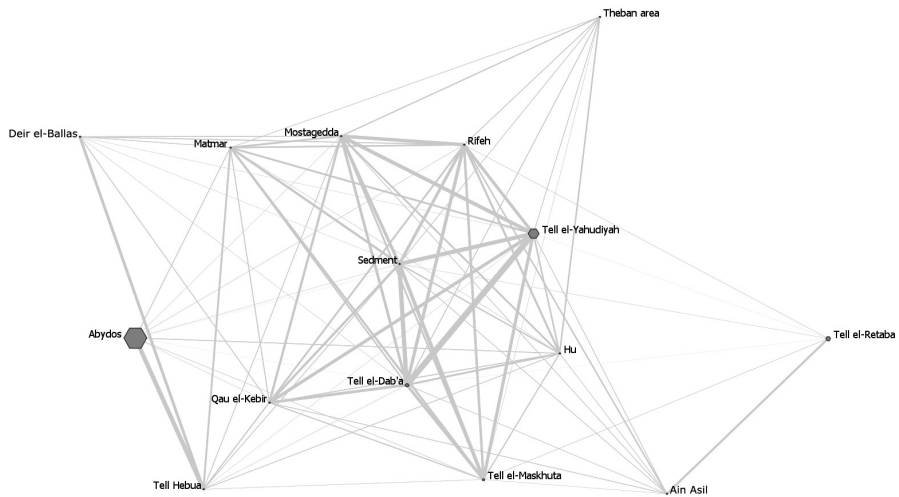 Theban area
Deir el-Ballas
Mostagedda
Matmar
Rifeh
Tell el-Yahudiyah
Sedment
Abydos
Tell el-Retaba
Hu
Tell el-Dab'a
Qau el-Kebir
Tell el-Maskhuta
Tell Hebua
Ain Asil